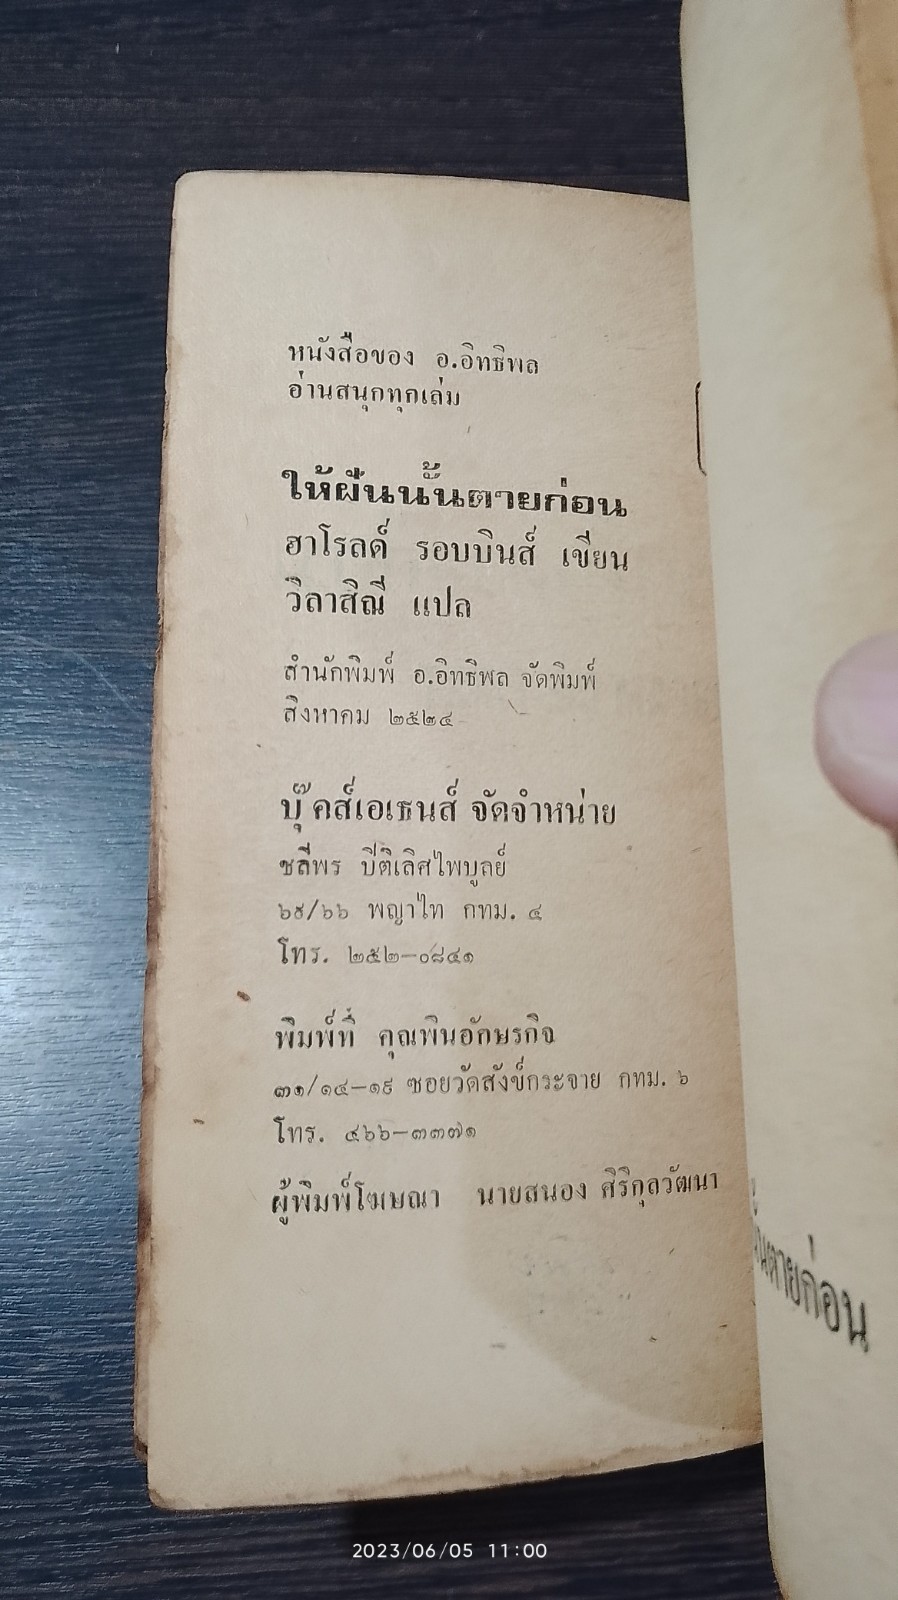 หนังสือของ อ.อิทธิพล
อ่านสนุกทุกเล่ม
ให้ฝันนั้นตายก่อน
ฮาโรลด์ รอบบินส์ เขียน
วิลาสิณี แปล
สำนักพิมพ์ อ.อิทธิพล จัดพิมพ์
สิงหาคม ๒๕๒๔
บุ๊คส์เอเธนส์ จัดจำหน่าย
ชลีพร ปีติเลิศไพบูลย์
๖๙/๖๖ พญาไท กทม. ๔
โทร. ๒๕๒-๐๘๔๑
พิมพ์ที่ คุณพินอักษรกิจ
๓๑/๑๔-๑๙ ซอยวัดสังข์กระจาย กทม. ๖
โทร. ๔๖๖-๓๓๗๑
ผู้พิมพ์โฆษณา นายสนอง ศิริกุลวัฒนา
ตายก่อน
2023/06/05 11:00